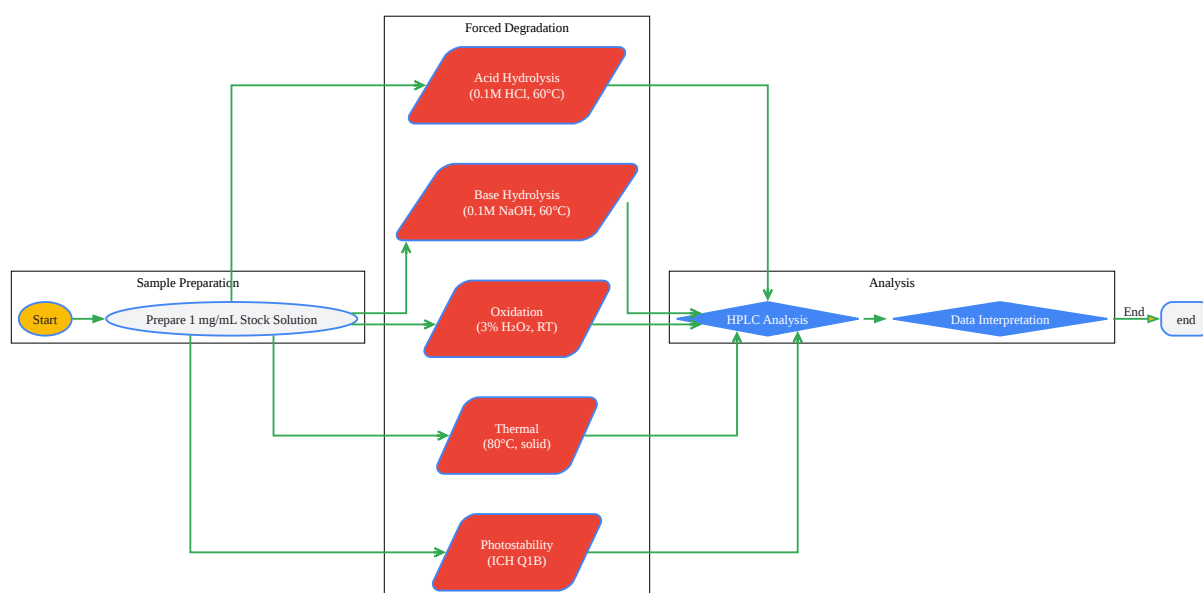 Forced Degradation
Acid Hydrolysis
(0.1M HCl, 60°C)
Base Hydrolysis
(0.1M NaOH, 60°C)
Sample Preparation
Start
Prepare 1 mg/mL Stock Solution
Oxidation
(3% H₂O₂, RT)
Thermal
(80°C, solid)
Photostability
(ICH Q1B)
Analysis
HPLC Analysis
Data Interpretation
End
end